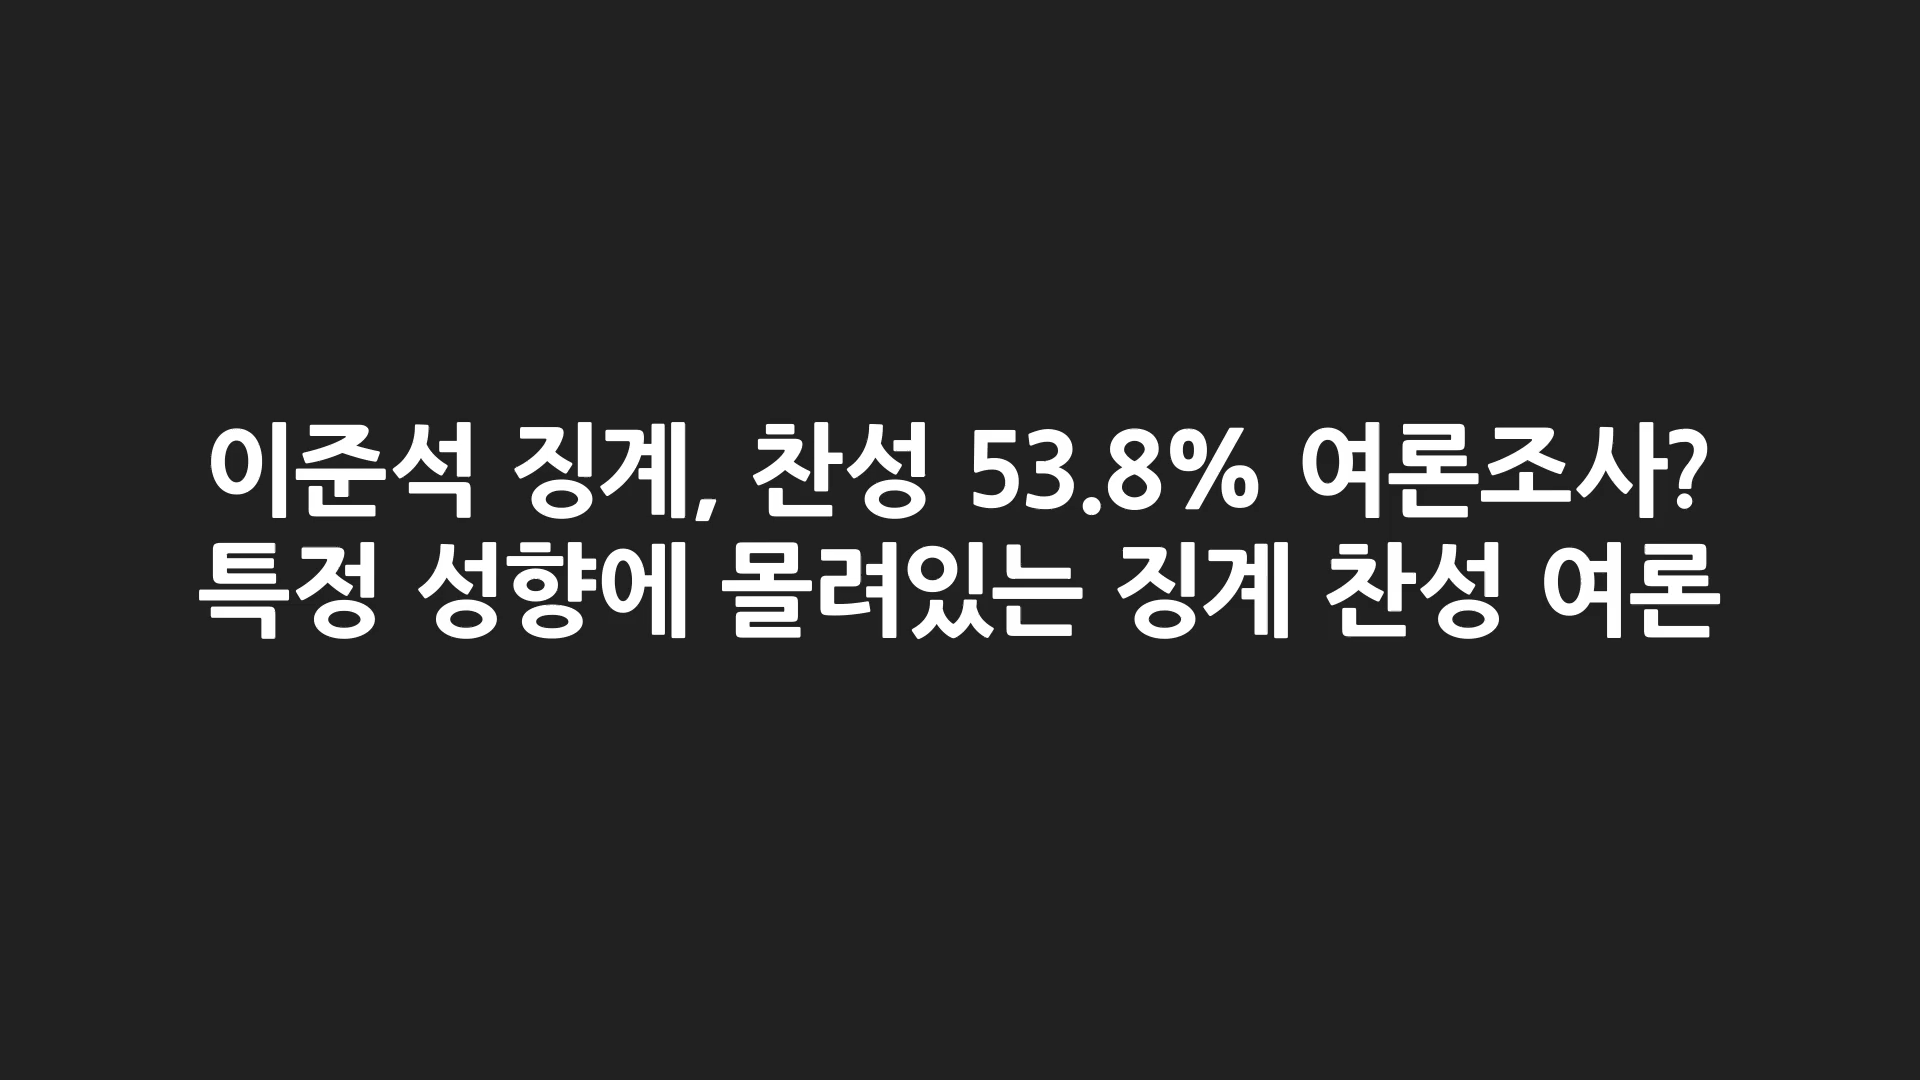 이준석 징계, 찬성 53.8% 여론조사?
특정 성향에 몰려있는 징계 찬성 여론